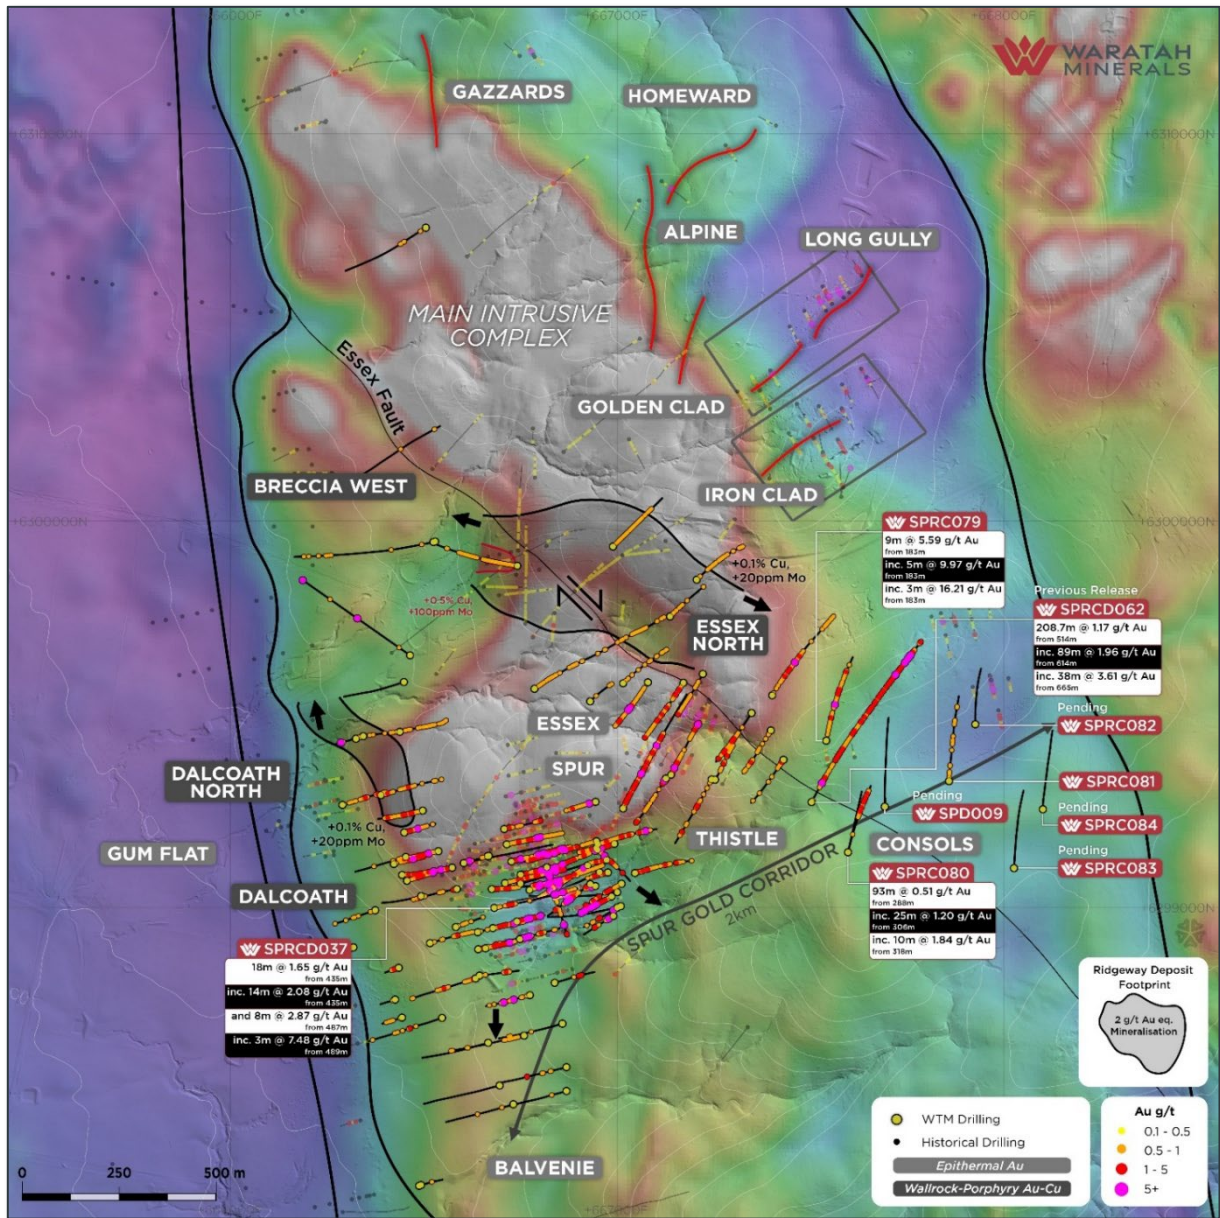 +666000E
+667000E
+668000E
WARATAH
MINERALS
GAZZARDS
HOMEWARD
+6310000N
+6310000N
ALPINE
LONG GULLY
MAIN INTRUSIVE
COMPLEX
Essex Fault
GOLDEN CLAD
BRECCIA WEST
IRON CLAD
+6300000N
+6300000N
SPRC079
9m @ 5.59 g/t Au
from 183m
inc. 5m @ 9.97 g/t Au
from 183m
inc. 3m @ 16.21 g/t Au
from 183m
+0.1% Cu,
+20ppm Mo
+0.5% Cu,
+100ppm Mo
Previous Release
SPRCD062
208.7m @ 1.17 g/t Au
from 514m
inc. 89m @ 1.96 g/t Au
from 614m
inc. 38m @ 3.61 g/t Au
from 665m
ESSEX
NORTH
ESSEX
Pending
SPRC082
SPUR
DALCOATH
NORTH
SPRC081
Pending
SPD009
Pending
SPRC084
+0.1% Cu,
+20ppm Mo
THISTLE
CONSOLS
GUM FLAT
Pending
SPRC083
SPRC080
93m @ 0.51 g/t Au
from 288m
inc. 25m @ 1.20 g/t Au
from 306m
inc. 10m @ 1.84 g/t Au
from 318m
DALCOATH
SPUR GOLD CORRIDOR
2km
SPRCD037
18m @ 1.65 g/t Au
from 435m
inc. 14m @ 2.08 g/t Au
from 435m
and 8m @ 2.87 g/t Au
from 487m
inc. 3m @ 7.48 g/t Au
from 489m
Ridgeway Deposit
Footprint
2 g/t Au eq.
Mineralisation
BALVENIE
WTM Drilling
Historical Drilling
Epithermal Au
Wallrock-Porphyry Au-Cu
Au g/t
0.1 - 0.5
0.5 - 1
1 - 5
5+
0
250
500 m